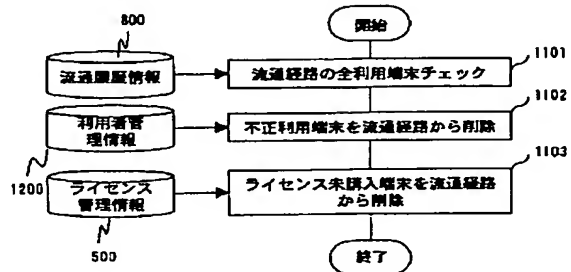 800
開始
流通履歴情報
流通経路の全利用端末チェック
1101
利用者管
理情報
1200
不正利用端末を流通経路から削除
1102
ライセンス
管理情報
500
ライセンス未購入端末を流通経路
から削除
1103
終了